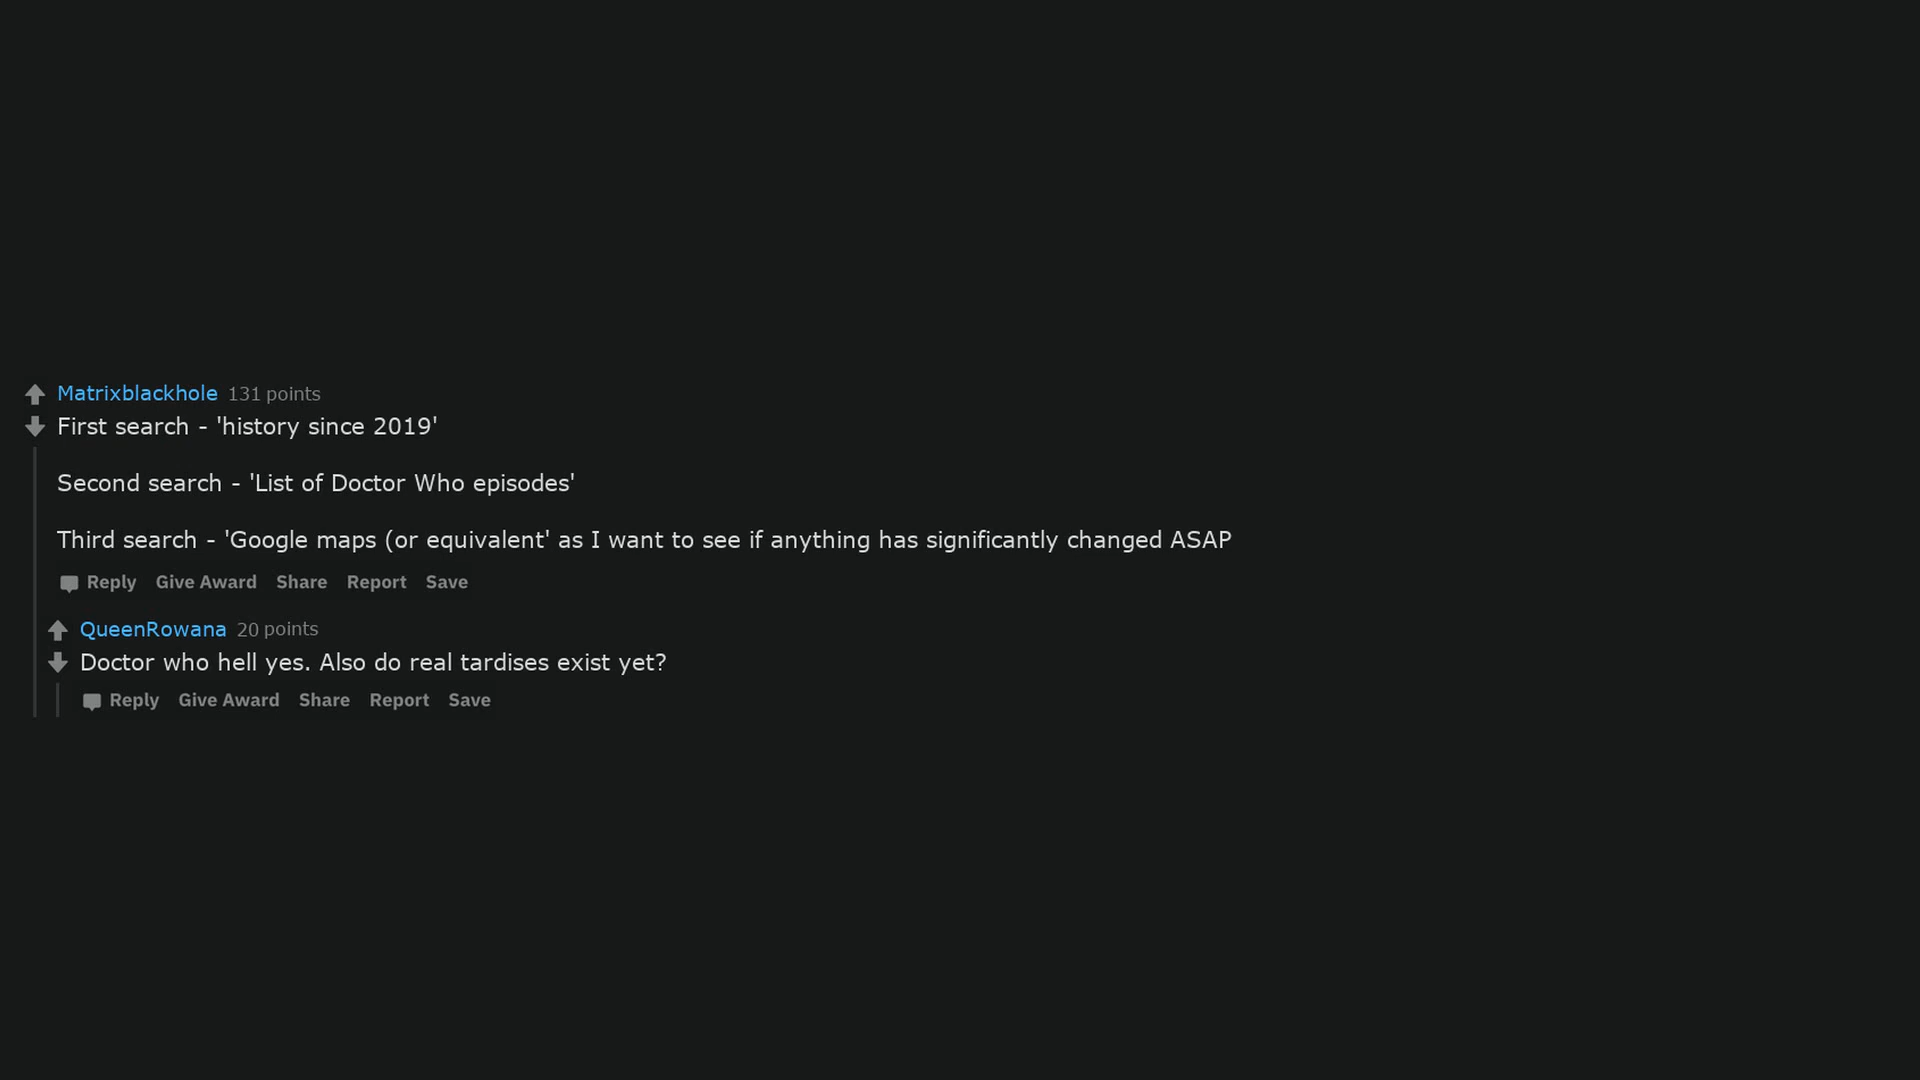 Matrixblackhole 131 points
First search - 'history since 2019'
Second search - 'List of Doctor Who episodes'
Third search - 'Google maps (or equivalent' as I want to see if anything has significantly changed ASAP
Reply Give Award Share Report Save
QueenRowana 20 points
Doctor who hell yes. Also do real tardises exist yet?
Reply Give Award Share Report Save